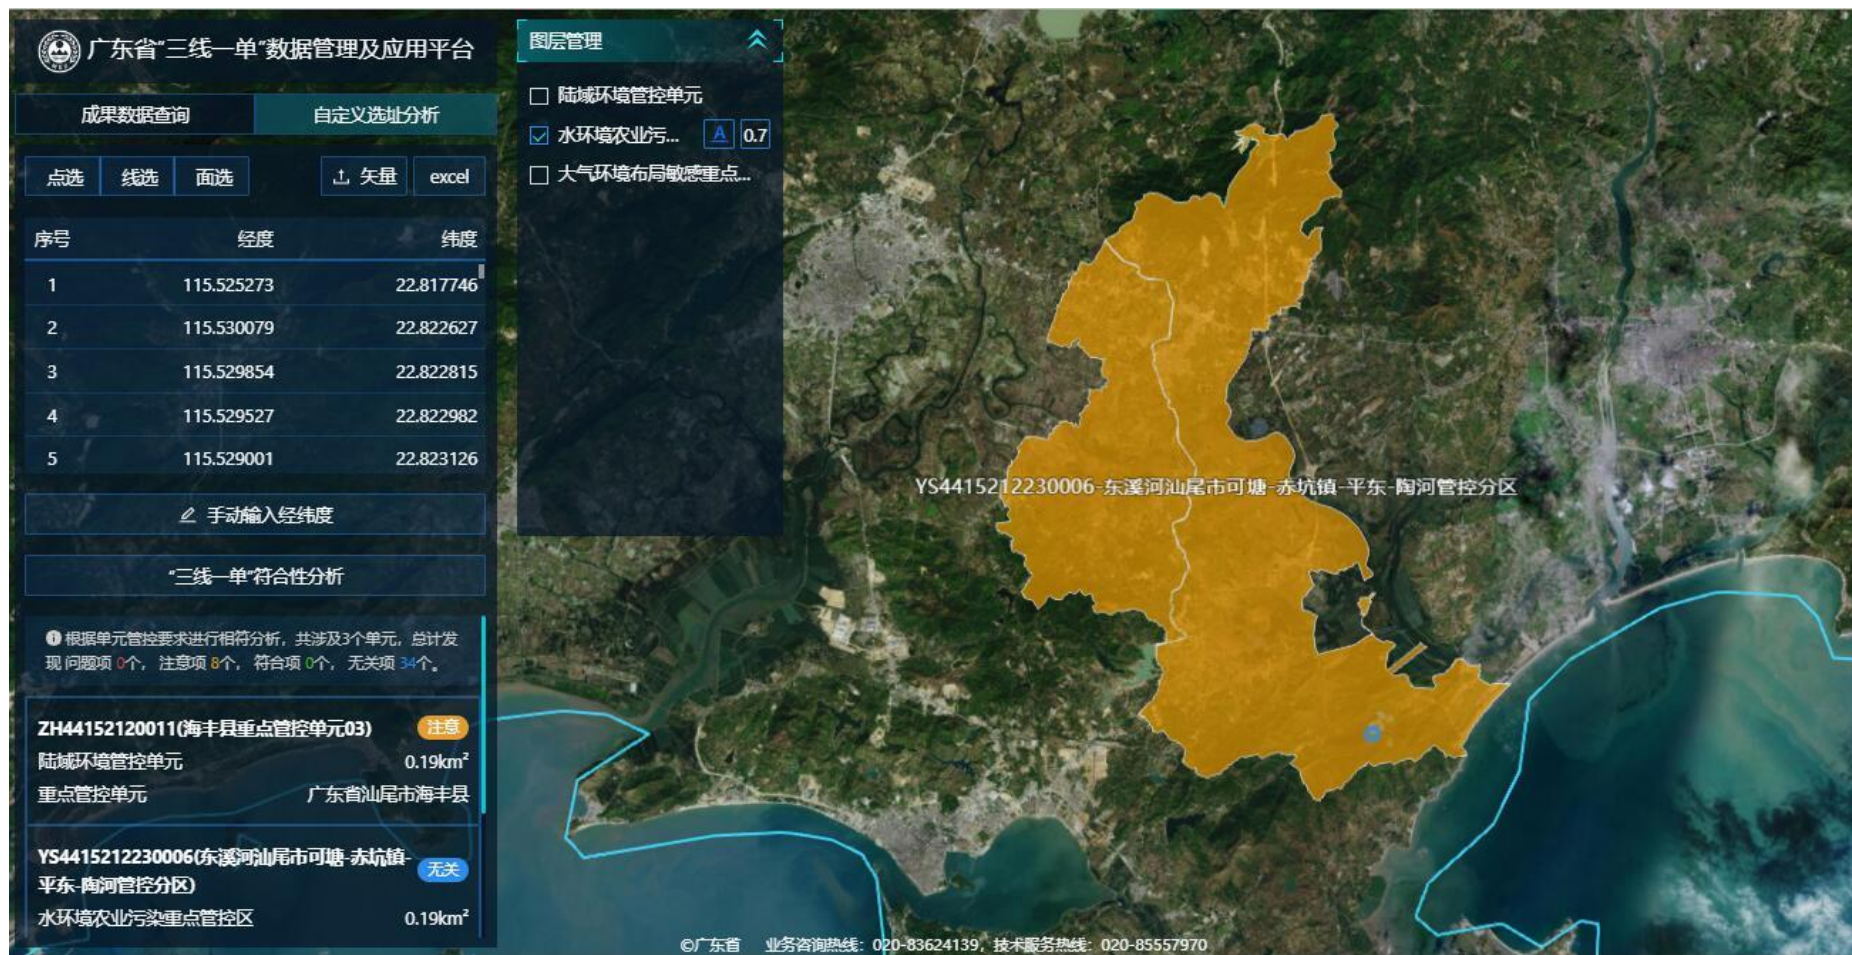 广东省“三线一单”数据管理及应用平台
成果数据查询
自定义选址分析
点选
线选
面选
矢量
excel
序号 经度 纬度
1 115.525273 22.817746
2 115.530079 22.822627
3 115.529854 22.822815
4 115.529527 22.822982
5 115.529001 22.823126
手动输入经纬度
“三线一单”符合性分析
根据单元管控要求进行相符分析，共涉及3个单元，总计发
现 问题项 0个， 注意项 8个， 符合项 0个， 无关项 34个。
ZH44152120011(海丰县重点管控单元03)
注意
陆域环境管控单元 0.19km²
重点管控单元 广东省汕尾市海丰县
YS4415212230006(东溪河汕尾市可塘-赤坑镇-
平东-陶河管控分区)
无关
水环境农业污染重点管控区 0.19km²
图层管理
陆域环境管控单元
水环境农业污... A 0.7
大气环境布局敏感重点...
YS4415212230006-东溪河汕尾市可塘-赤坑镇-平东-陶河管控分区
©广东省 业务咨询热线：020-83624139，技术服务热线：020-85557970